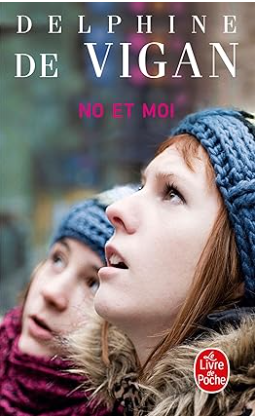 DELPHINE
DE VIGAN
NO ET MOI
Le Livre
de Poche